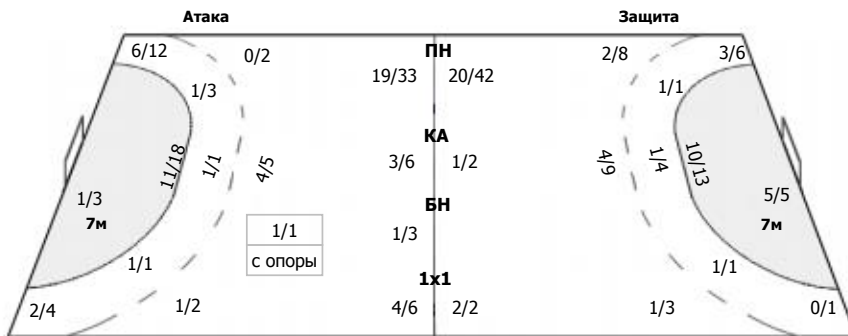 Атака Защита
6/12 0/2 ПН 2/8 3/6
19/33 20/42
1/3 1/1
КА
11/18 1/1 4/5 3/6 1/2 4/9 1/4 10/13
1/3 БН 5/5
7м 7м
1/1 1/3
с опоры
1/1 1/1
1x1
2/4 1/2 4/6 2/2 1/3 0/1